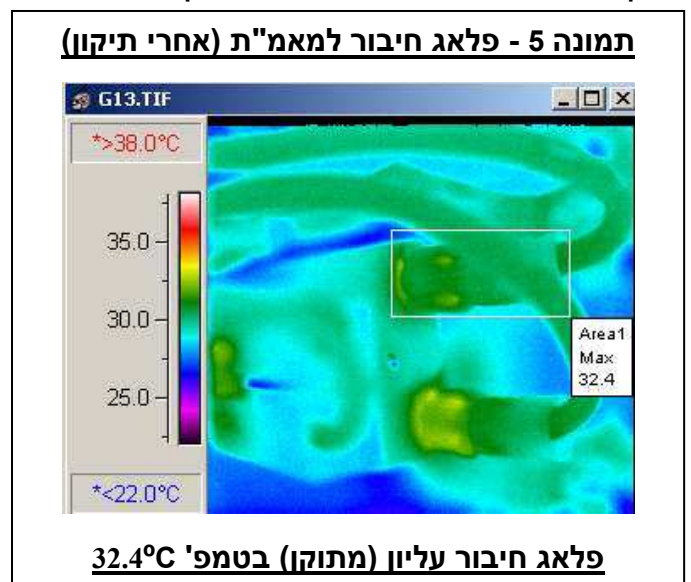 תמונה 5 - פלאג חיבור למאמ"ת (אחרי תיקון)
G13.TIF
*>38.0°C
35.0
30.0
25.0
*<22.0°C
Area1
Max
32.4
פלאג חיבור עליון (מתוקן) בטמפ' 32.4°C